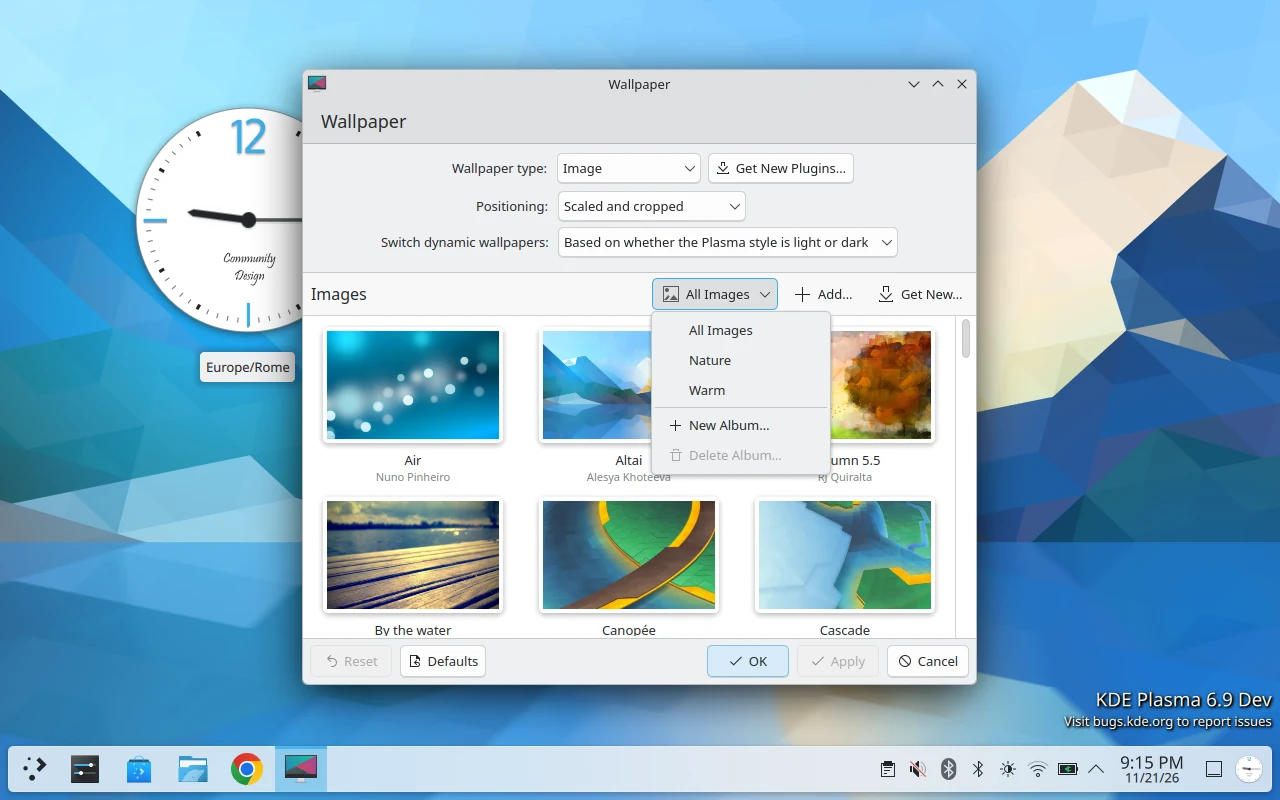 Wallpaper
Wallpaper
Wallpaper type:
Image
Get New Plugins...
Positioning:
Scaled and cropped
Switch dynamic wallpapers:
Based on whether the Plasma style is light or dark
Images
All Images
Add...
Get New...
All Images
Nature
Warm
New Album...
Delete Album...
Air
Nuno Pinheiro
Altai
Alesya Khoteeva
umn 5.5
RJ Quiralta
By the water
Canopée
Cascade
Reset
Defaults
OK
Apply
Cancel
12
Community
Design
Europe/Rome
KDE Plasma 6.9 Dev
Visit bugs.kde.org to report issues
9:15 PM
11/21/26